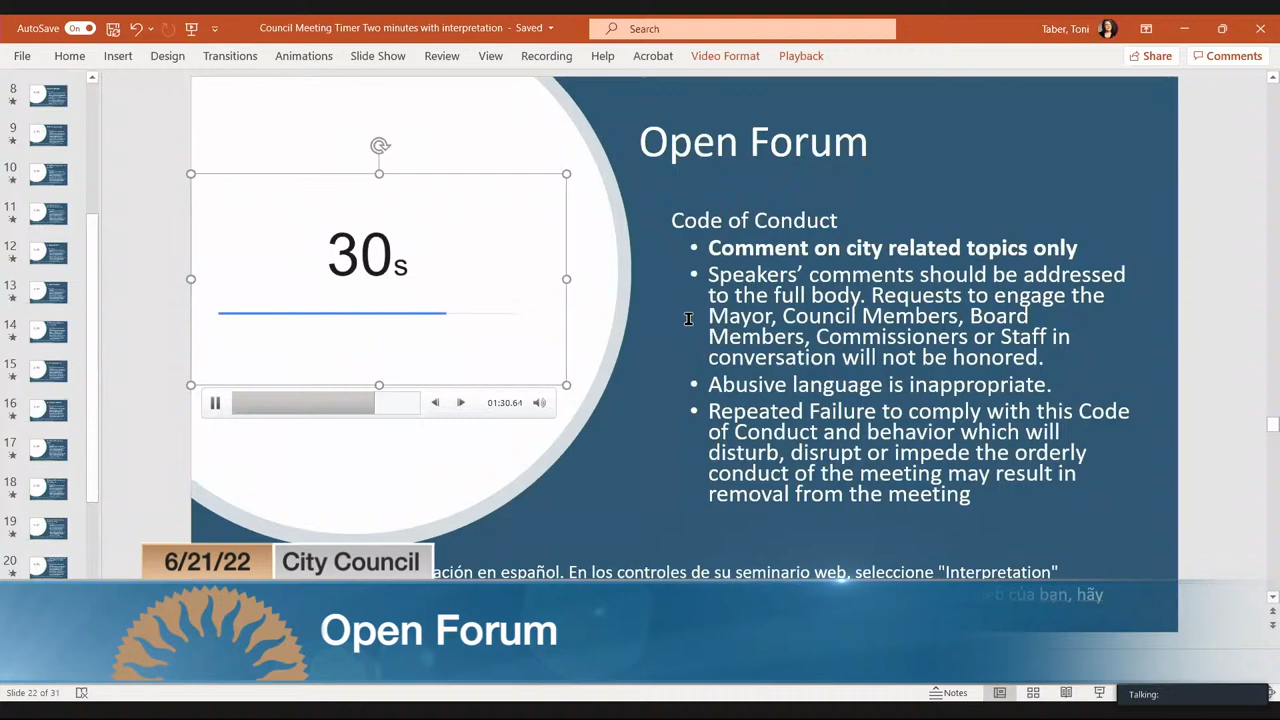 AutoSave On
Council Meeting Timer Two minutes with interpretation - Saved
Search
Taber, Toni
File Home Insert Design Transitions Animations Slide Show Review View Recording Help Acrobat Video Format Playback
Share Comments
8
9
10
11
12
13
14
15
16
17
18
19
20
30s
01:30.64
Open Forum
Code of Conduct
• Comment on city related topics only
• Speakers’ comments should be addressed
to the full body. Requests to engage the
Mayor, Council Members, Board
Members, Commissioners or Staff in
conversation will not be honored.
• Abusive language is inappropriate.
• Repeated Failure to comply with this Code
of Conduct and behavior which will
disturb, disrupt or impede the orderly
conduct of the meeting may result in
removal from the meeting
ación en español. En los controles de su seminario web, seleccione "Interpretation"
của bạn, hãy
6/21/22 City Council
Open Forum
Slide 22 of 31
Notes
Talking: